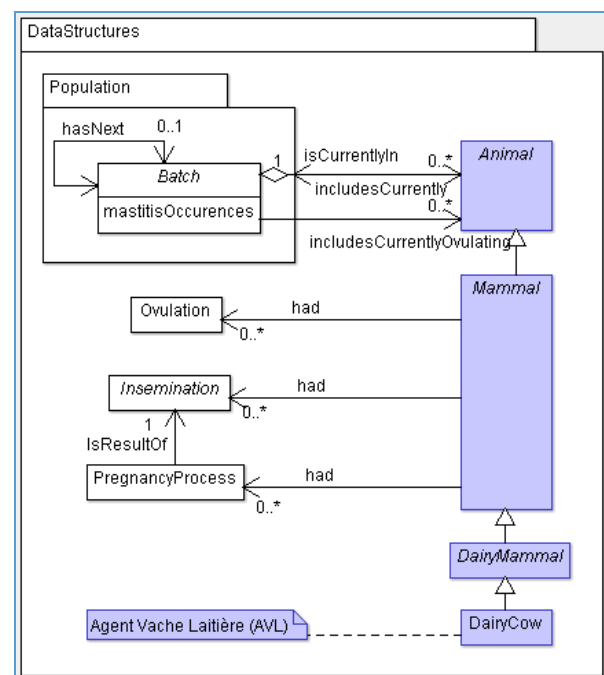 DataStructures
Population
hasNext
0..1
Batch
mastitisOccurences
1
isCurrentlyIn
0..*
includesCurrently
0..*
includesCurrentlyOvulating
Animal
Mammal
Ovulation
had
0..*
Insemination
had
0..*
1
IsResultOf
PregnancyProcess
had
0..*
DairyMammal
Agent Vache Laitière (AVL)
DairyCow